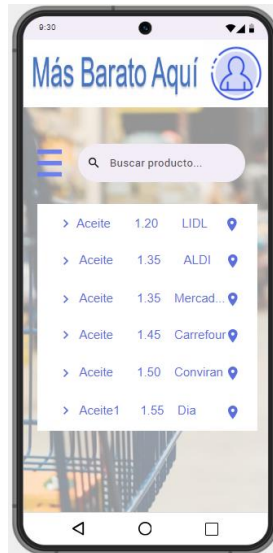 9:30
Más Barato Aquí
Buscar producto...
> Aceite 1.20 LIDL
> Aceite 1.35 ALDI
> Aceite 1.35 Mercad...
> Aceite 1.45 Carrefour
> Aceite 1.50 Conviran
> Aceite1 1.55 Dia